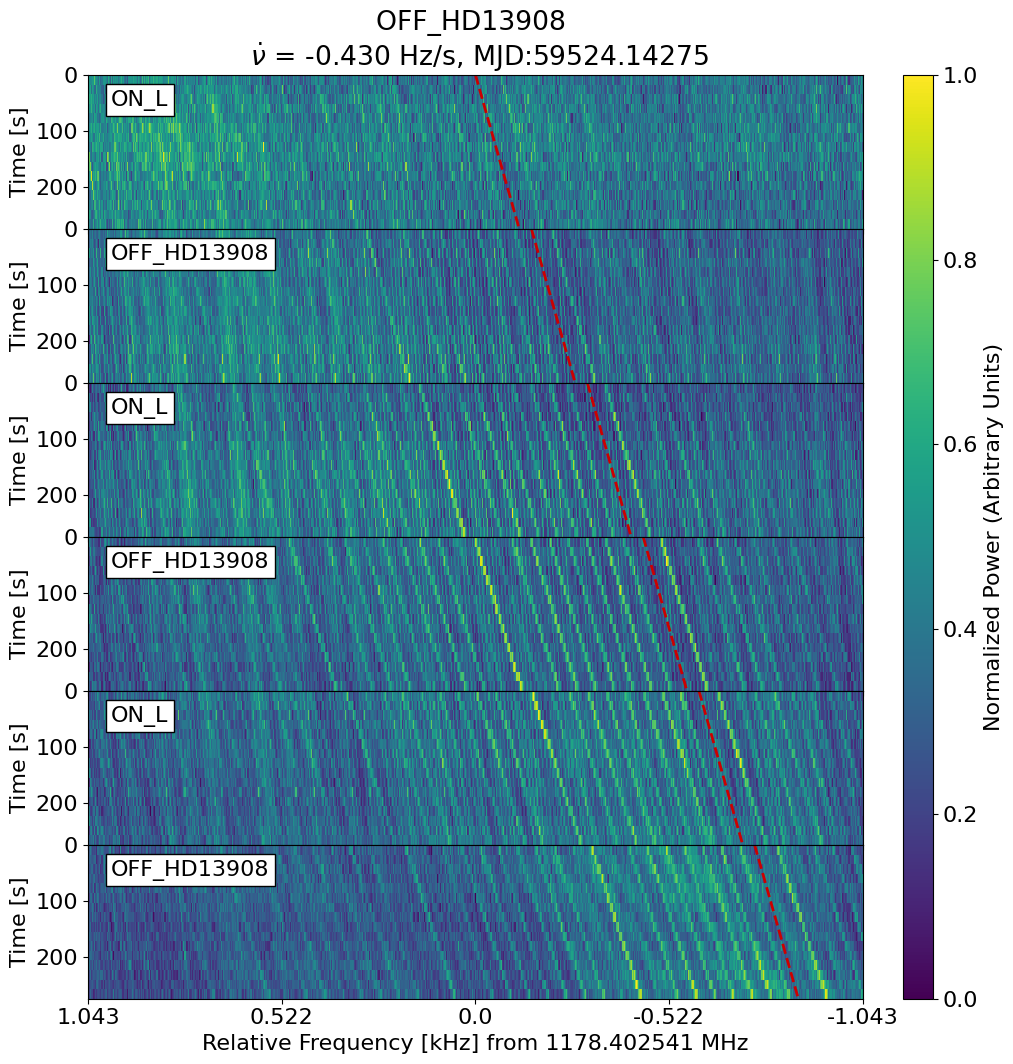 OFF_HD13908
ν̇ = -0.430 Hz/s, MJD:59524.14275
0
100
200
Time [s]
ON_L
0
100
200
Time [s]
OFF_HD13908
0
100
200
Time [s]
ON_L
0
100
200
Time [s]
OFF_HD13908
0
100
200
Time [s]
ON_L
0
100
200
Time [s]
OFF_HD13908
1.043 0.522 0.0 -0.522 -1.043
Relative Frequency [kHz] from 1178.402541 MHz
1.0
0.8
0.6
0.4
0.2
0.0
Normalized Power (Arbitrary Units)